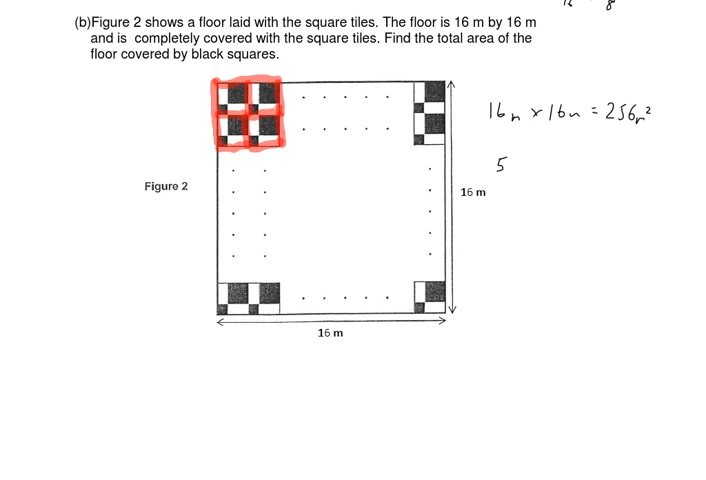 (b)Figure 2 shows a floor laid with the square tiles. The floor is 16 m by 16 m
and is completely covered with the square tiles. Find the total area of the
floor covered by black squares.
16m x 16m = 256m²
5
Figure 2
16 m
16 m